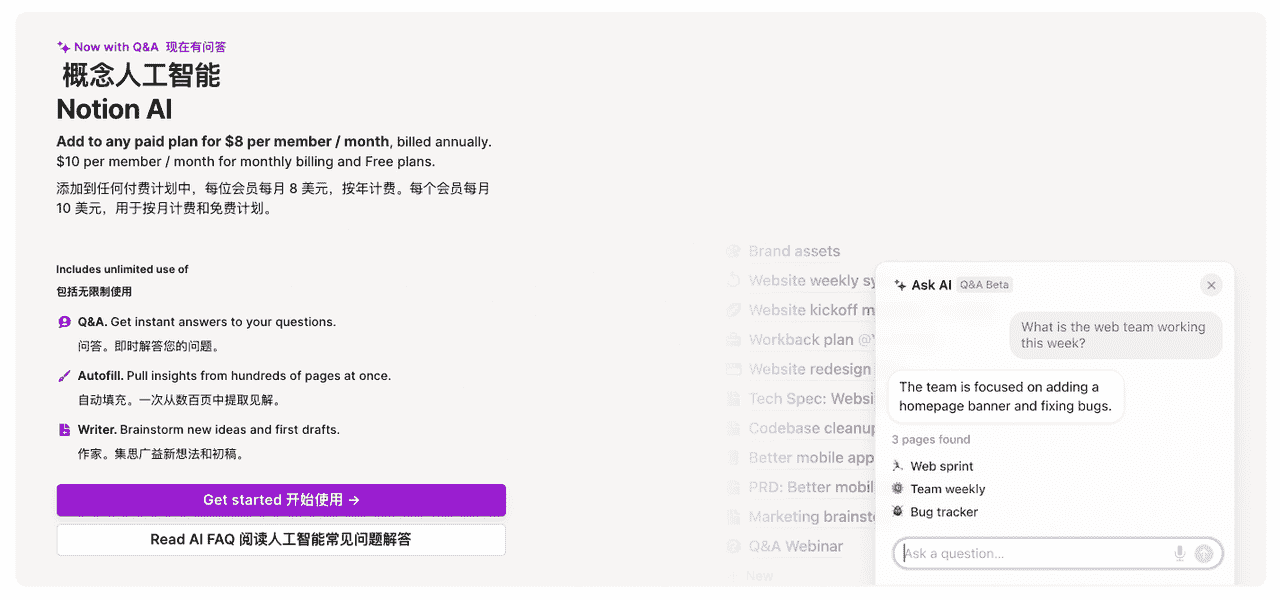 Now with Q&A 现在有问答
概念人工智能
Notion AI
Add to any paid plan for $8 per member / month, billed annually.
$10 per member / month for monthly billing and Free plans.
添加到任何付费计划中，每位会员每月 8 美元，按年计费。每个会员每月
10 美元，用于按月计费和免费计划。
Includes unlimited use of
包括无限制使用
Q&A. Get instant answers to your questions.
问答。即时解答您的问题。
Autofill. Pull insights from hundreds of pages at once.
自动填充。一次从数百页中提取见解。
Writer. Brainstorm new ideas and first drafts.
作家。集思广益新想法和初稿。
Get started 开始使用 →
Read AI FAQ 阅读人工智能常见问题解答
Brand assets
Website weekly sy
Website kickoff m
Workback plan @
Website redesign
Tech Spec: Websi
Codebase cleanup
Better mobile app
PRD: Better mobil
Marketing brainst
Q&A Webinar
New
Ask AI Q&A Beta
What is the web team working
this week?
The team is focused on adding a
homepage banner and fixing bugs.
3 pages found
Web sprint
Team weekly
Bug tracker
Ask a question...